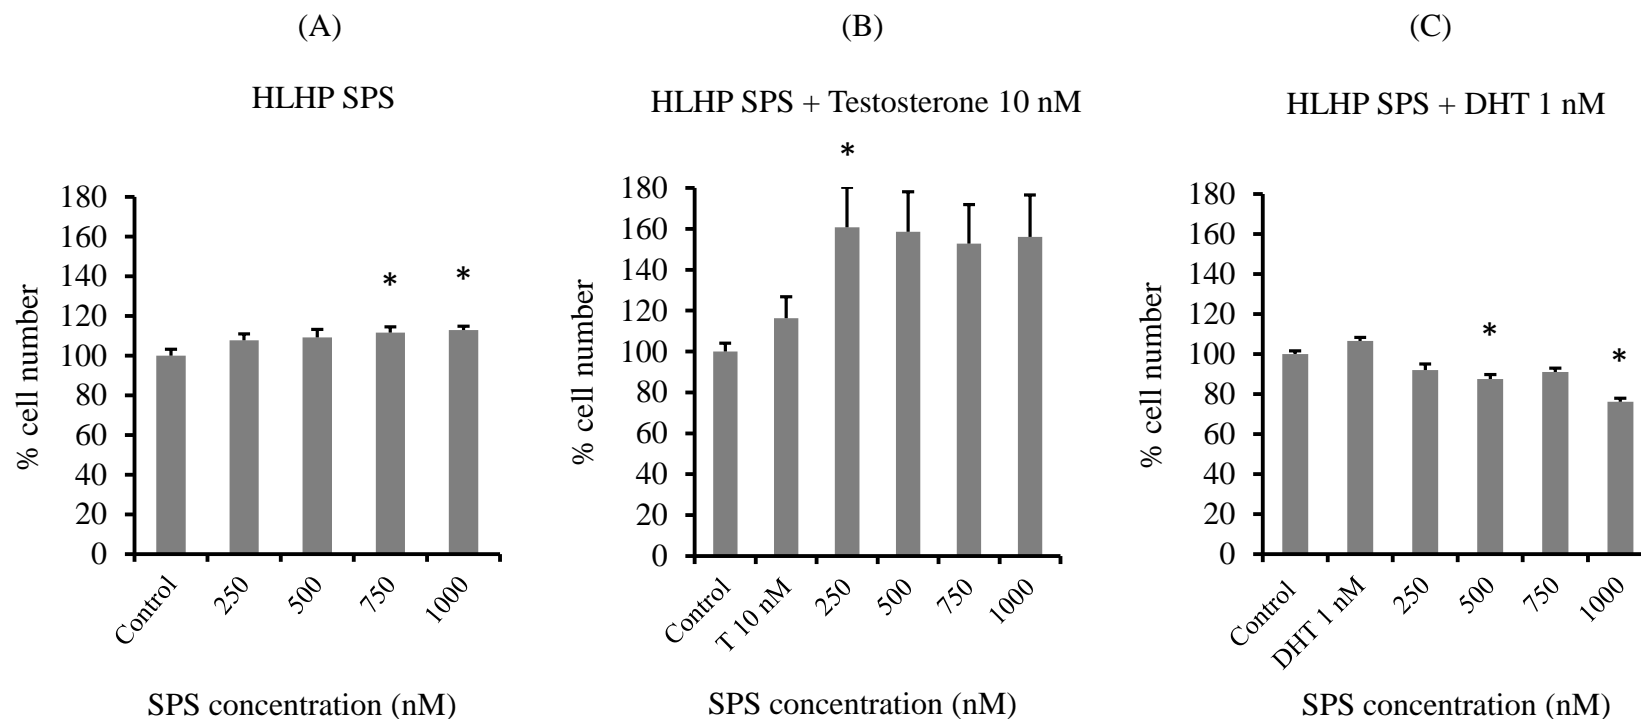 (A)
HLHP SPS
% cell number
180
160
140
120
100
80
60
40
20
0
*
*
Control
250
500
750
1000
SPS concentration (nM)
(B)
HLHP SPS + Testosterone 10 nM
% cell number
180
160
140
120
100
80
60
40
20
0
*
Control
T 10 nM
250
500
750
1000
SPS concentration (nM)
(C)
HLHP SPS + DHT 1 nM
% cell number
180
160
140
120
100
80
60
40
20
0
*
*
Control
DHT 1 nM
250
500
750
1000
SPS concentration (nM)